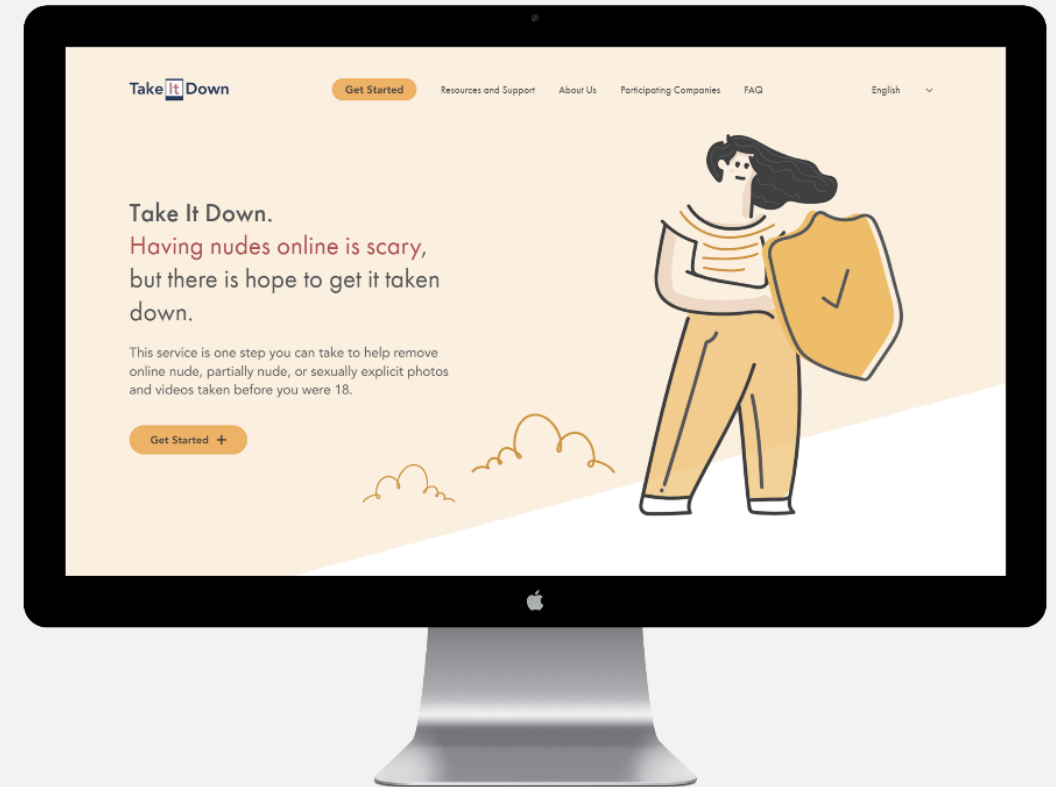 Take It Down
Get Started
Resources and Support
About Us
Participating Companies
FAQ
English
Take It Down.
Having nudes online is scary,
but there is hope to get it taken
down.
This service is one step you can take to help remove
online nude, partially nude, or sexually explicit photos
and videos taken before you were 18.
Get Started +